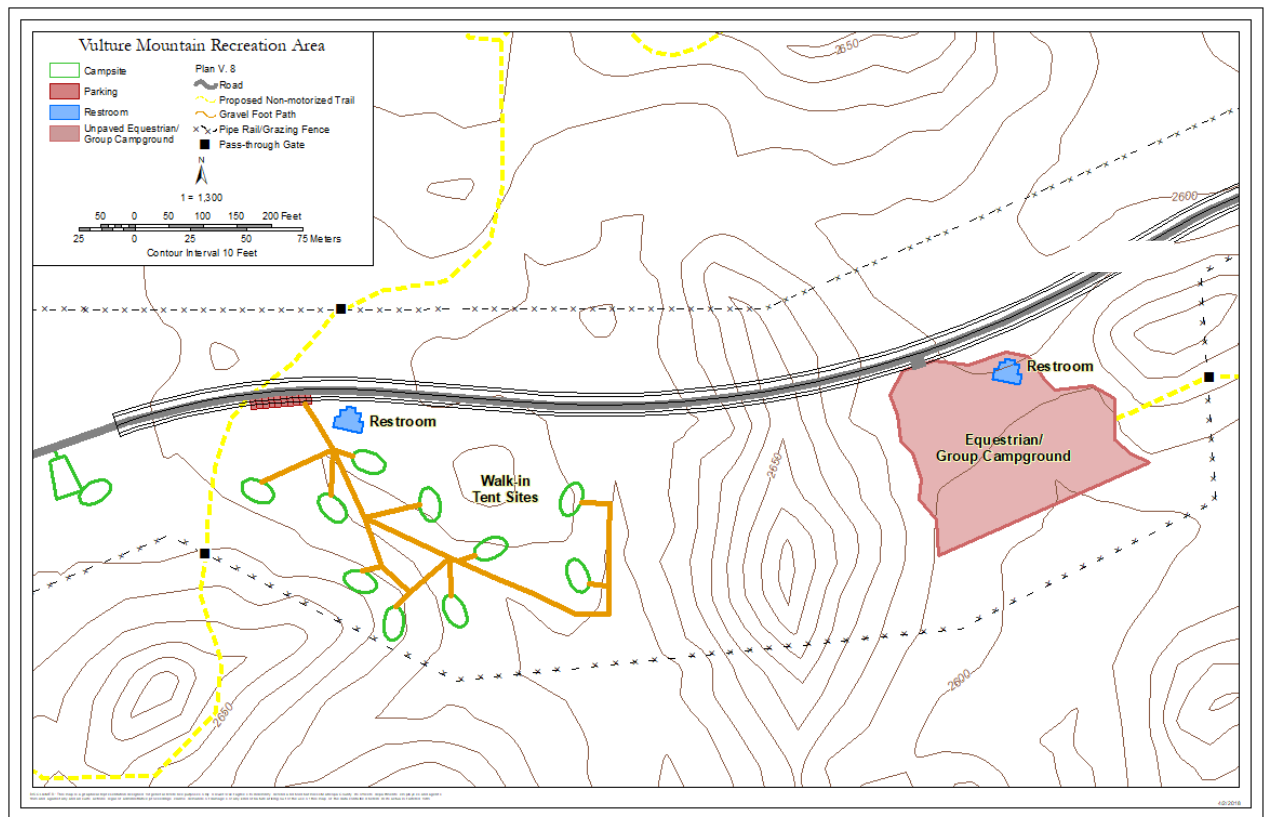 Vulture Mountain Recreation Area
Campsite
Parking
Restroom
Unpaved Equestrian/
Group Campground
Plan V. 8
Road
Proposed Non-motorized Trail
Gravel Foot Path
Pipe Rail/Grazing Fence
Pass-through Gate
N
1 = 1,300
50 0 50 100 150 200 Feet
25 0 25 50 75 Meters
Contour Interval 10 Feet
2650
2600
Restroom
Restroom
Equestrian/
Group Campground
2650
Walk-in
Tent Sites
2600
2650